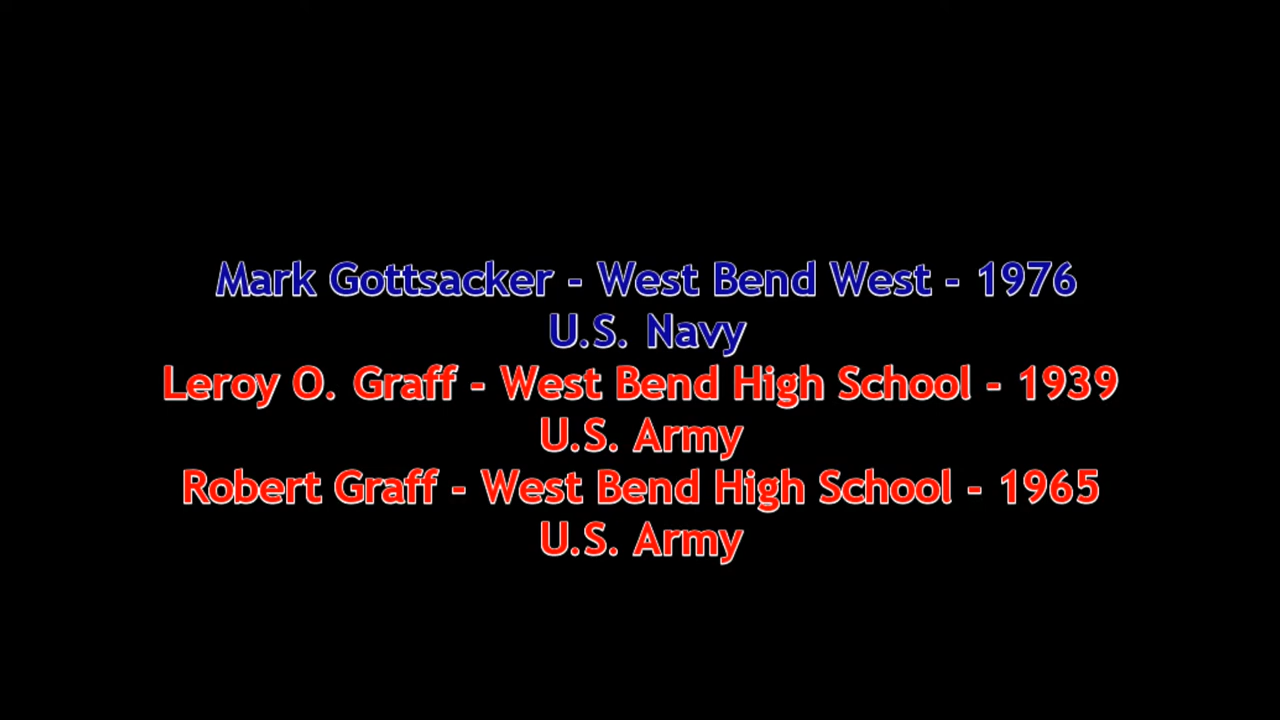 Mark Gottsacker - West Bend West - 1976
U.S. Navy
Leroy O. Graff - West Bend High School - 1939
U.S. Army
Robert Graff - West Bend High School - 1965
U.S. Army